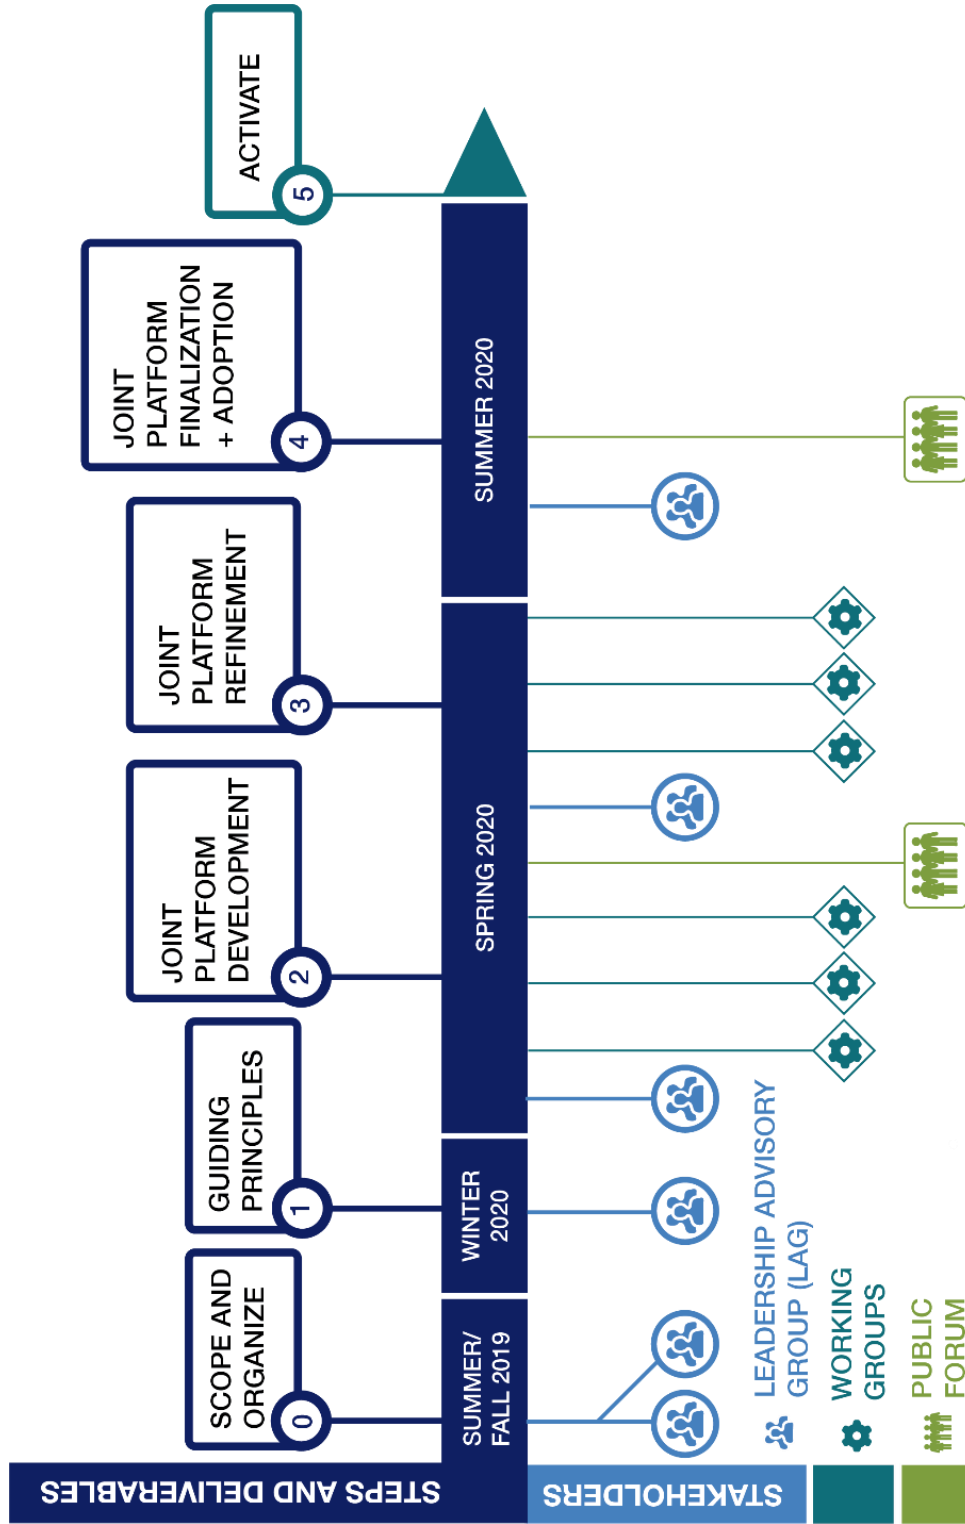 STEPS AND DELIVERABLES
0
SCOPE AND
ORGANIZE
1
GUIDING
PRINCIPLES
2
JOINT
PLATFORM
DEVELOPMENT
3
JOINT
PLATFORM
REFINEMENT
4
JOINT
PLATFORM
FINALIZATION
+ ADOPTION
5
ACTIVATE
SUMMER/
FALL 2019
WINTER
2020
SPRING 2020
SUMMER 2020
STAKEHOLDERS
LEADERSHIP ADVISORY
GROUP (LAG)
WORKING
GROUPS
PUBLIC
FORUM